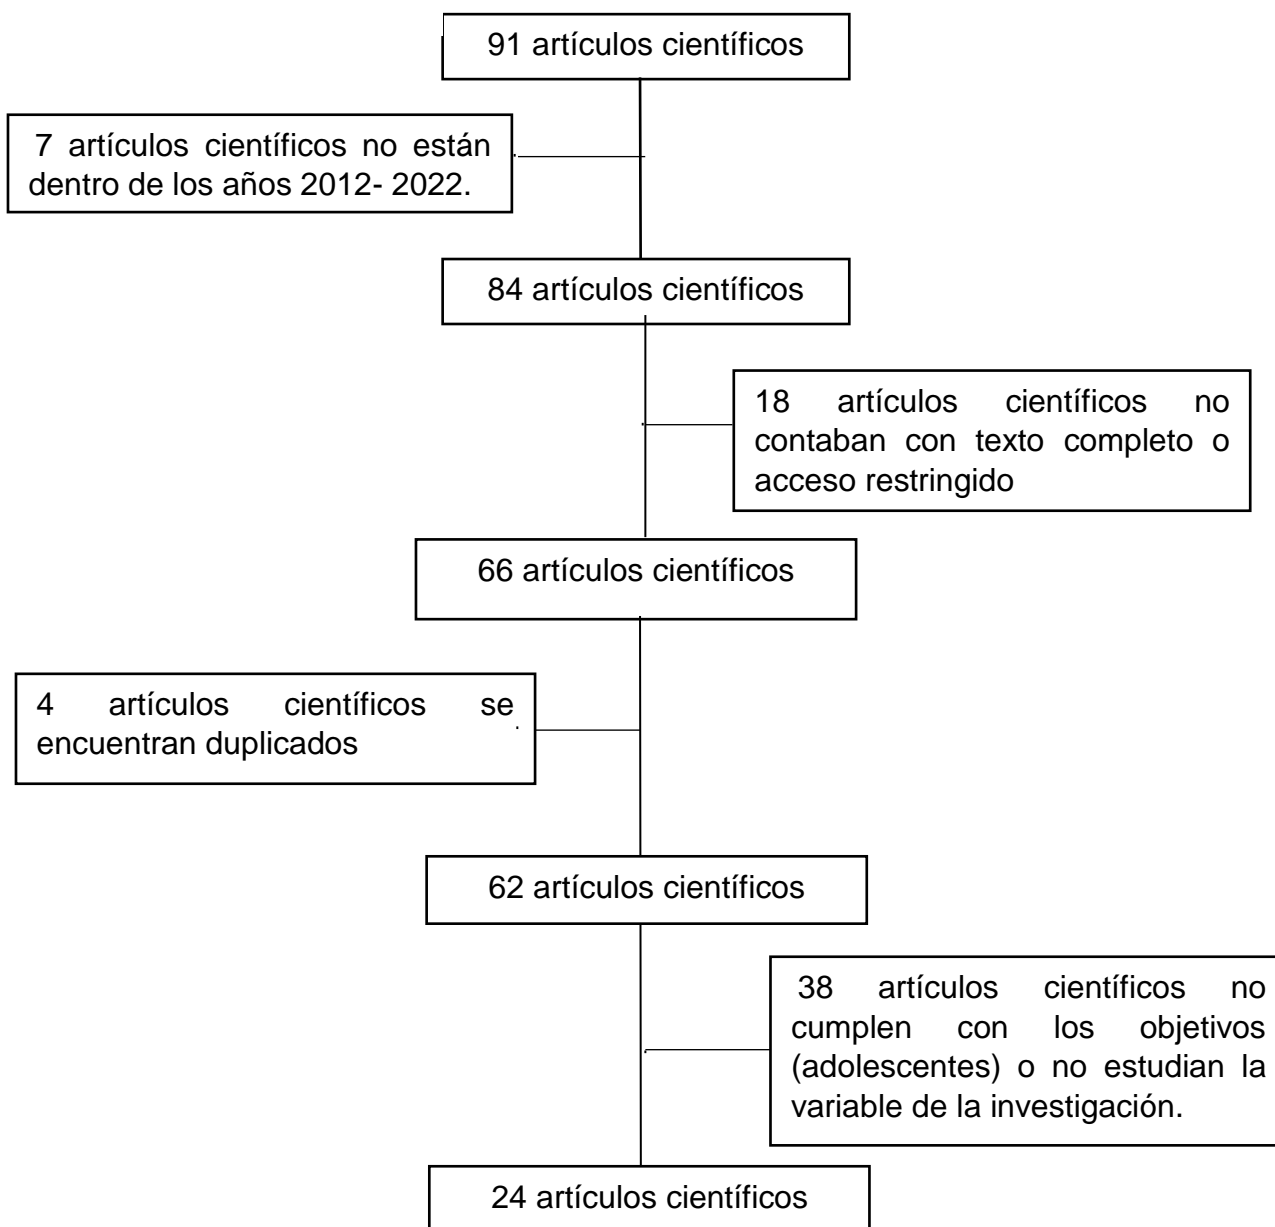 91 artículos científicos
7 artículos científicos no están
dentro de los años 2012- 2022.
84 artículos científicos
18 artículos científicos no
contaban con texto completo o
acceso restringido
66 artículos científicos
4 artículos científicos se
encuentran duplicados
62 artículos científicos
38 artículos científicos no
cumplen con los objetivos
(adolescentes) o no estudian la
variable de la investigación.
24 artículos científicos